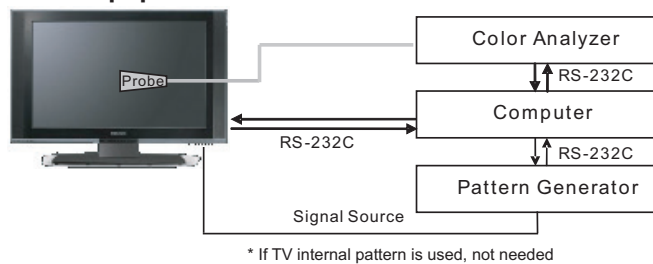 Probe
Color Analyzer
RS-232C
Computer
RS-232C
RS-232C
Pattern Generator
Signal Source
* If TV internal pattern is used, not needed